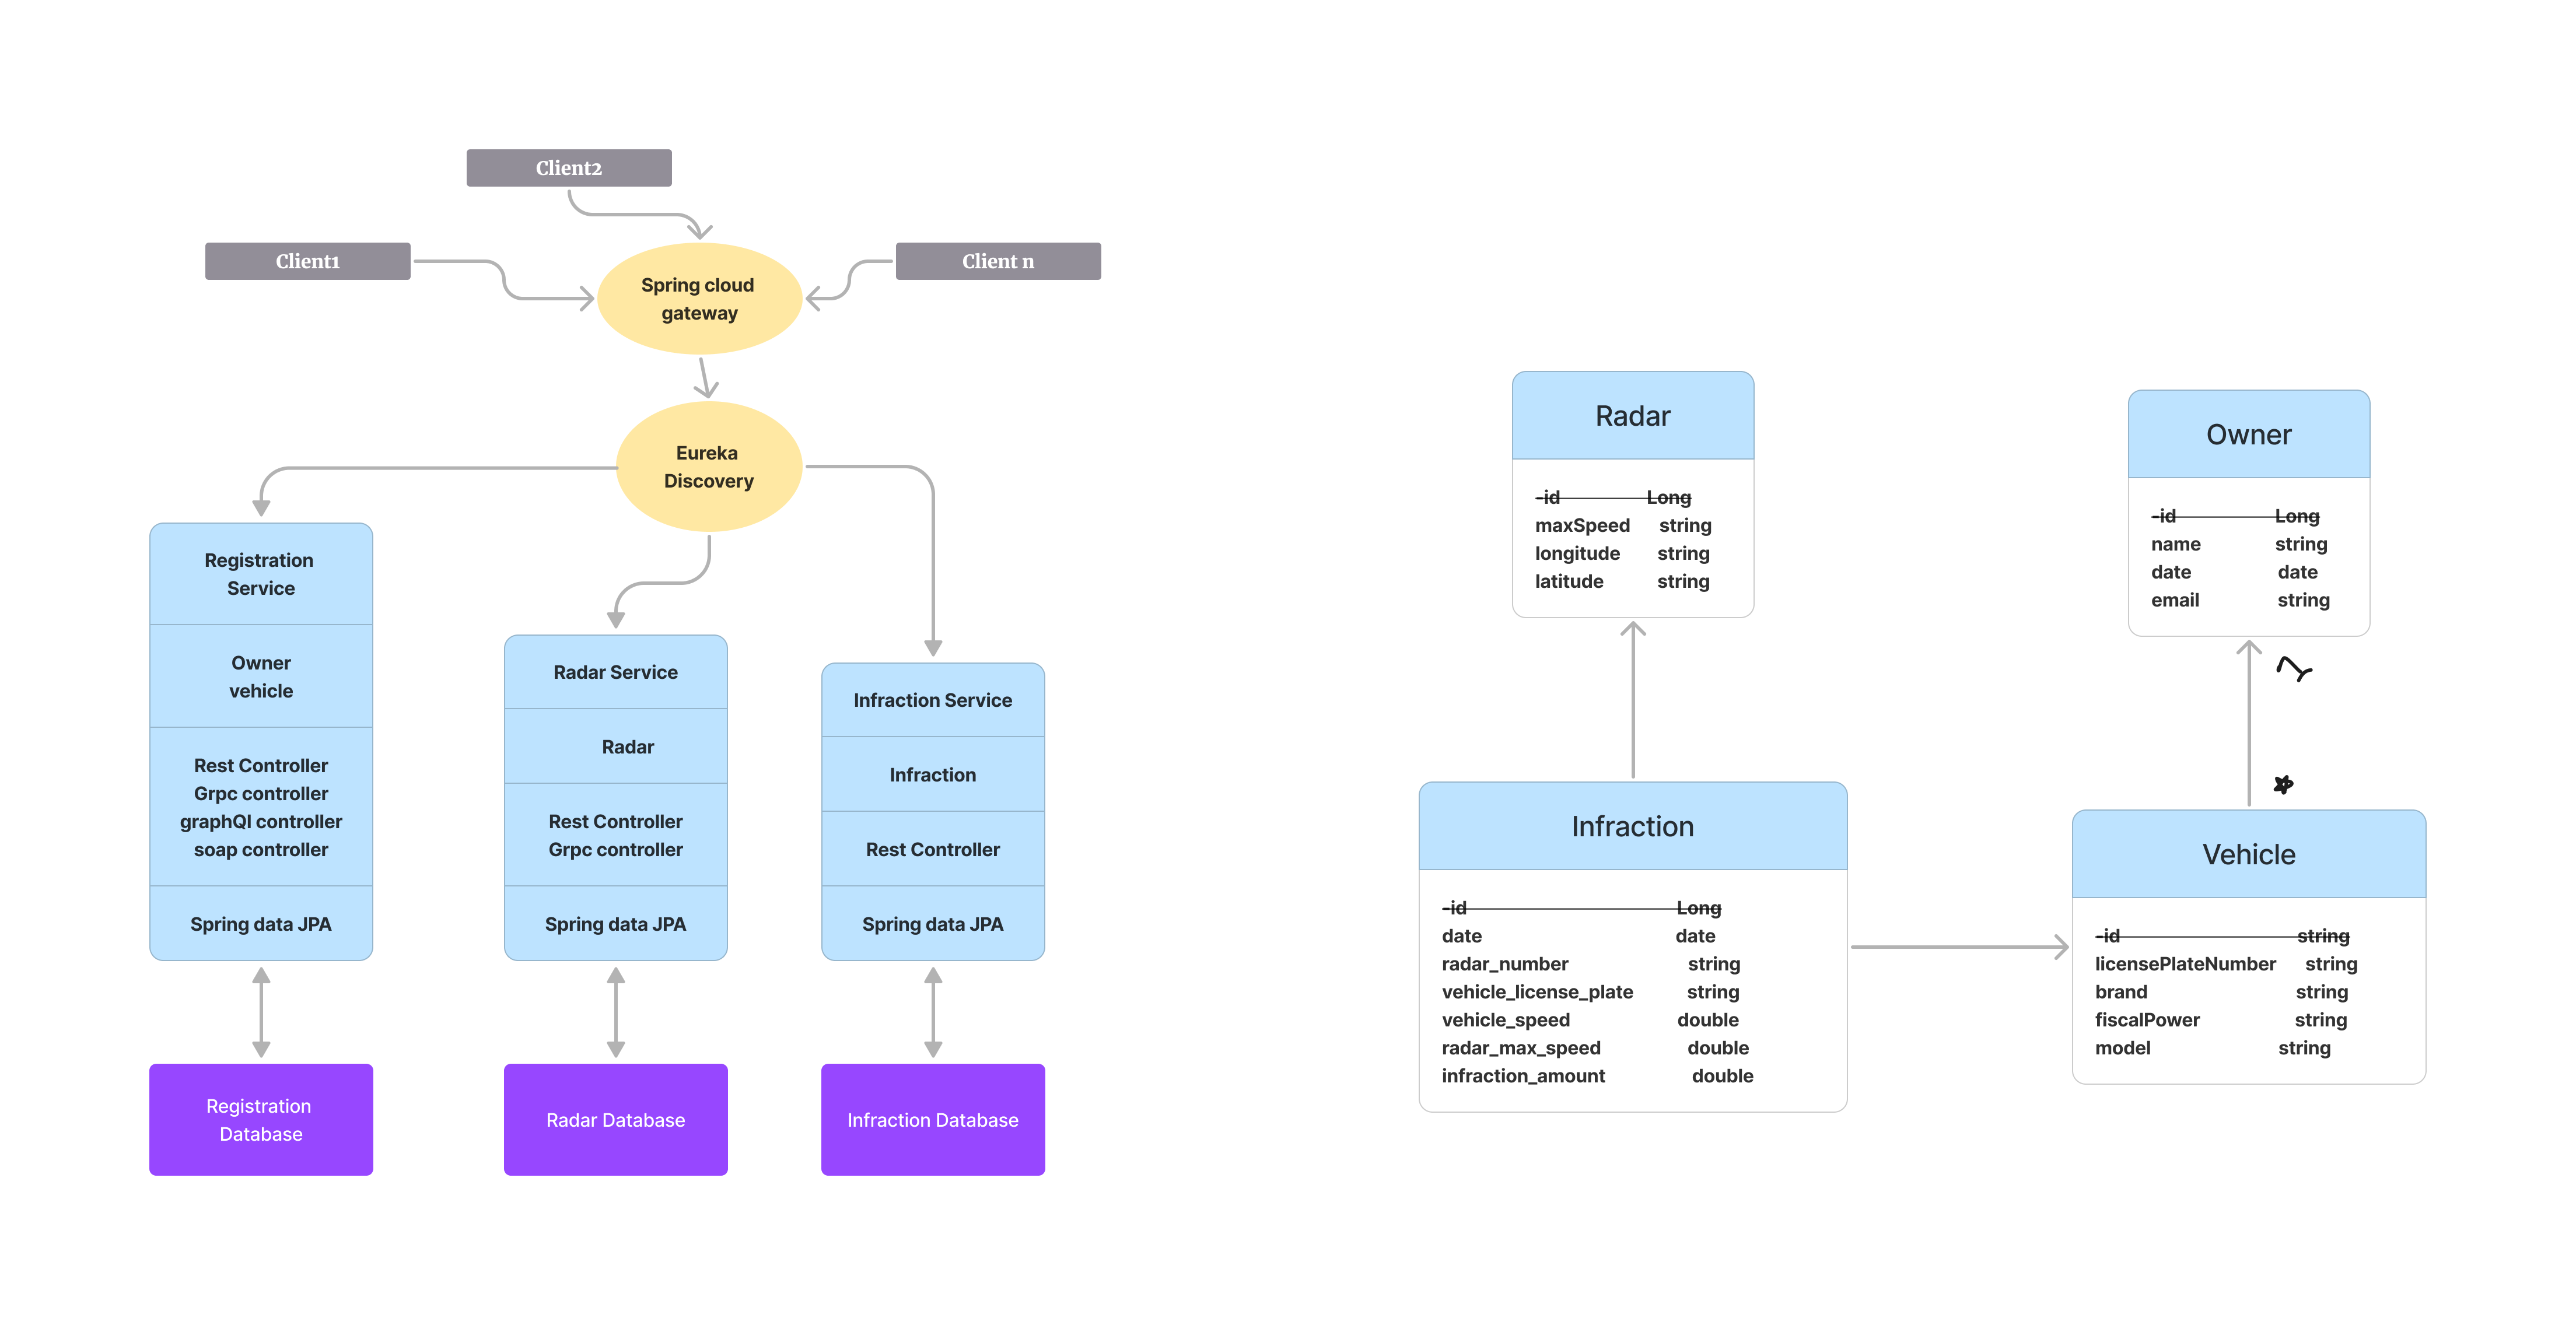 Client2
Client1
Client n
Spring cloud
gateway
Eureka
Discovery
Registration
Service
Owner
vehicle
Rest Controller
Grpc controller
graphQl controller
soap controller
Spring data JPA
Registration
Database
Radar Service
Radar
Rest Controller
Grpc controller
Spring data JPA
Radar Database
Infraction Service
Infraction
Rest Controller
Spring data JPA
Infraction Database
Radar
-id Long
maxSpeed string
longitude string
latitude string
Infraction
-id Long
date date
radar_number string
vehicle_license_plate string
vehicle_speed double
radar_max_speed double
infraction_amount double
Owner
-id Long
name string
date date
email string
*
Vehicle
-id string
licensePlateNumber string
brand string
fiscalPower string
model string